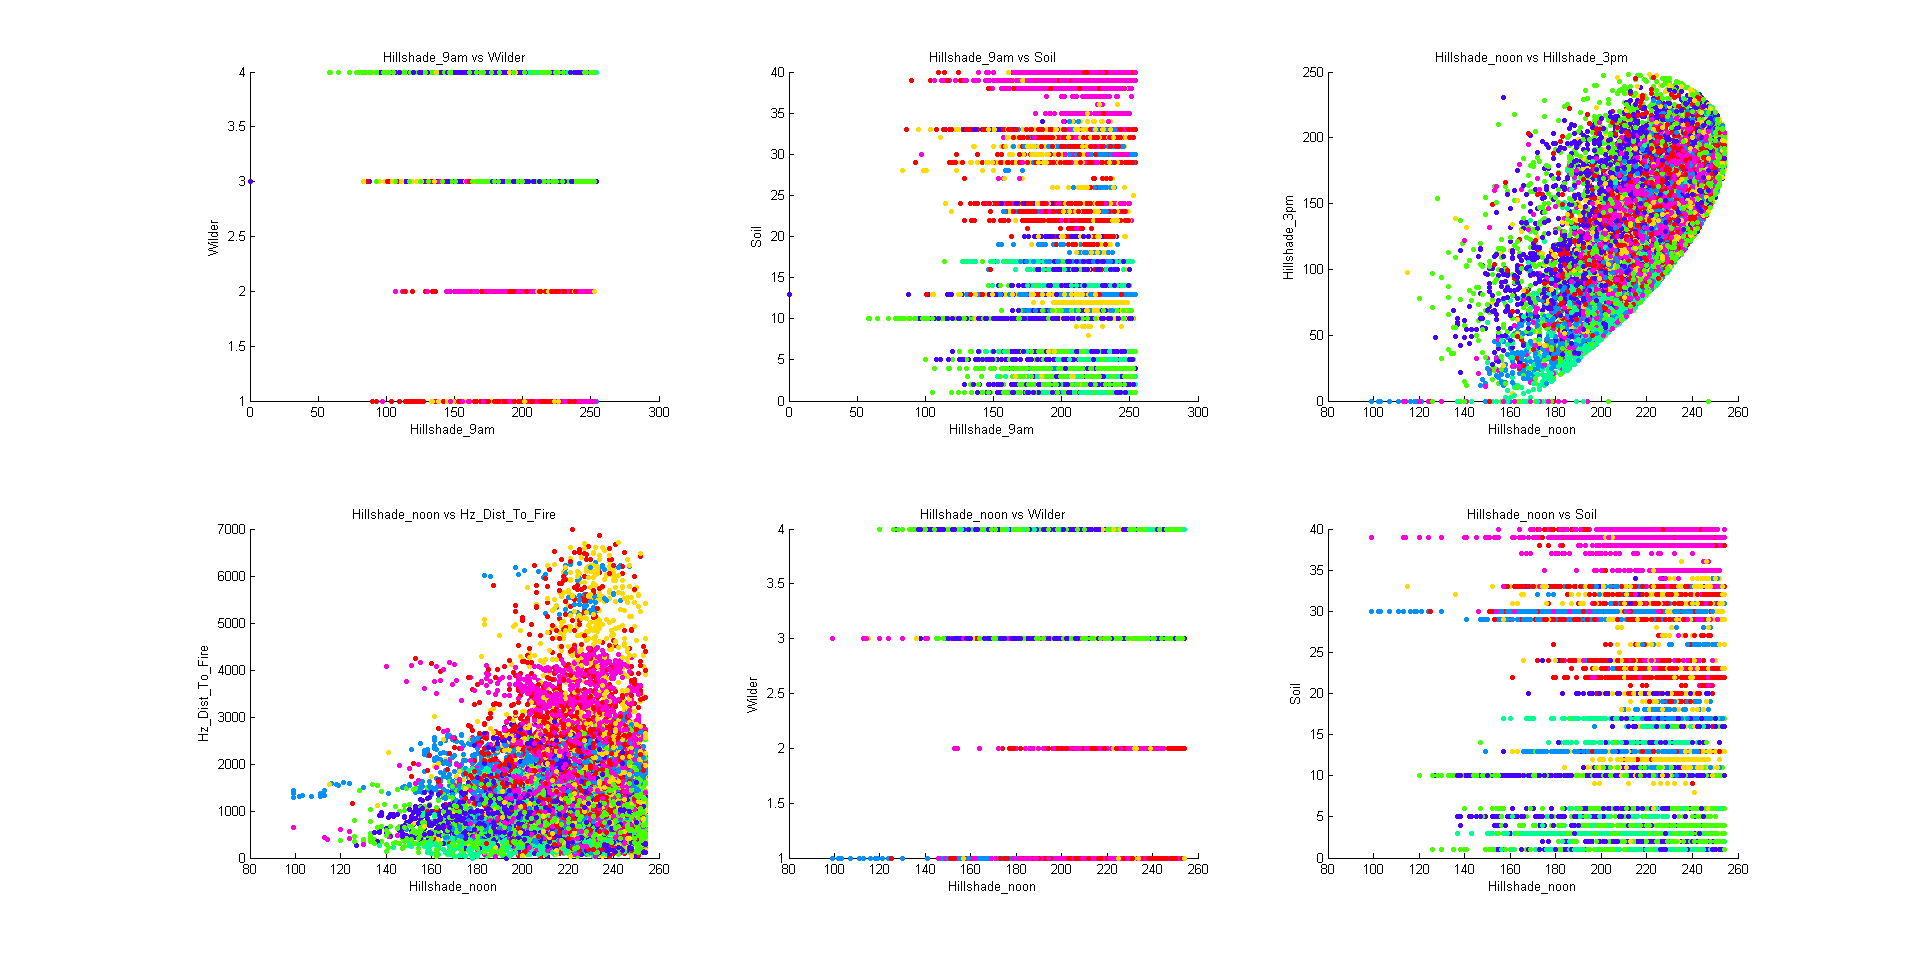 Hillshade_9am vs Wilder
4
3.5
3
2.5
2
1.5
1
Wilder
0 50 100 150 200 250 300
Hillshade_9am
Hillshade_9am vs Soil
40
35
30
25
20
15
10
5
0
Soil
0 50 100 150 200 250 300
Hillshade_9am
Hillshade_noon vs Hillshade_3pm
250
200
150
100
50
0
Hillshade_3pm
80 100 120 140 160 180 200 220 240 260
Hillshade_noon
Hillshade_noon vs Hz_Dist_To_Fire
7000
6000
5000
4000
3000
2000
1000
0
Hz_Dist_To_Fire
80 100 120 140 160 180 200 220 240 260
Hillshade_noon
Hillshade_noon vs Wilder
4
3.5
3
2.5
2
1.5
1
Wilder
80 100 120 140 160 180 200 220 240 260
Hillshade_noon
Hillshade_noon vs Soil
40
35
30
25
20
15
10
5
0
Soil
80 100 120 140 160 180 200 220 240 260
Hillshade_noon